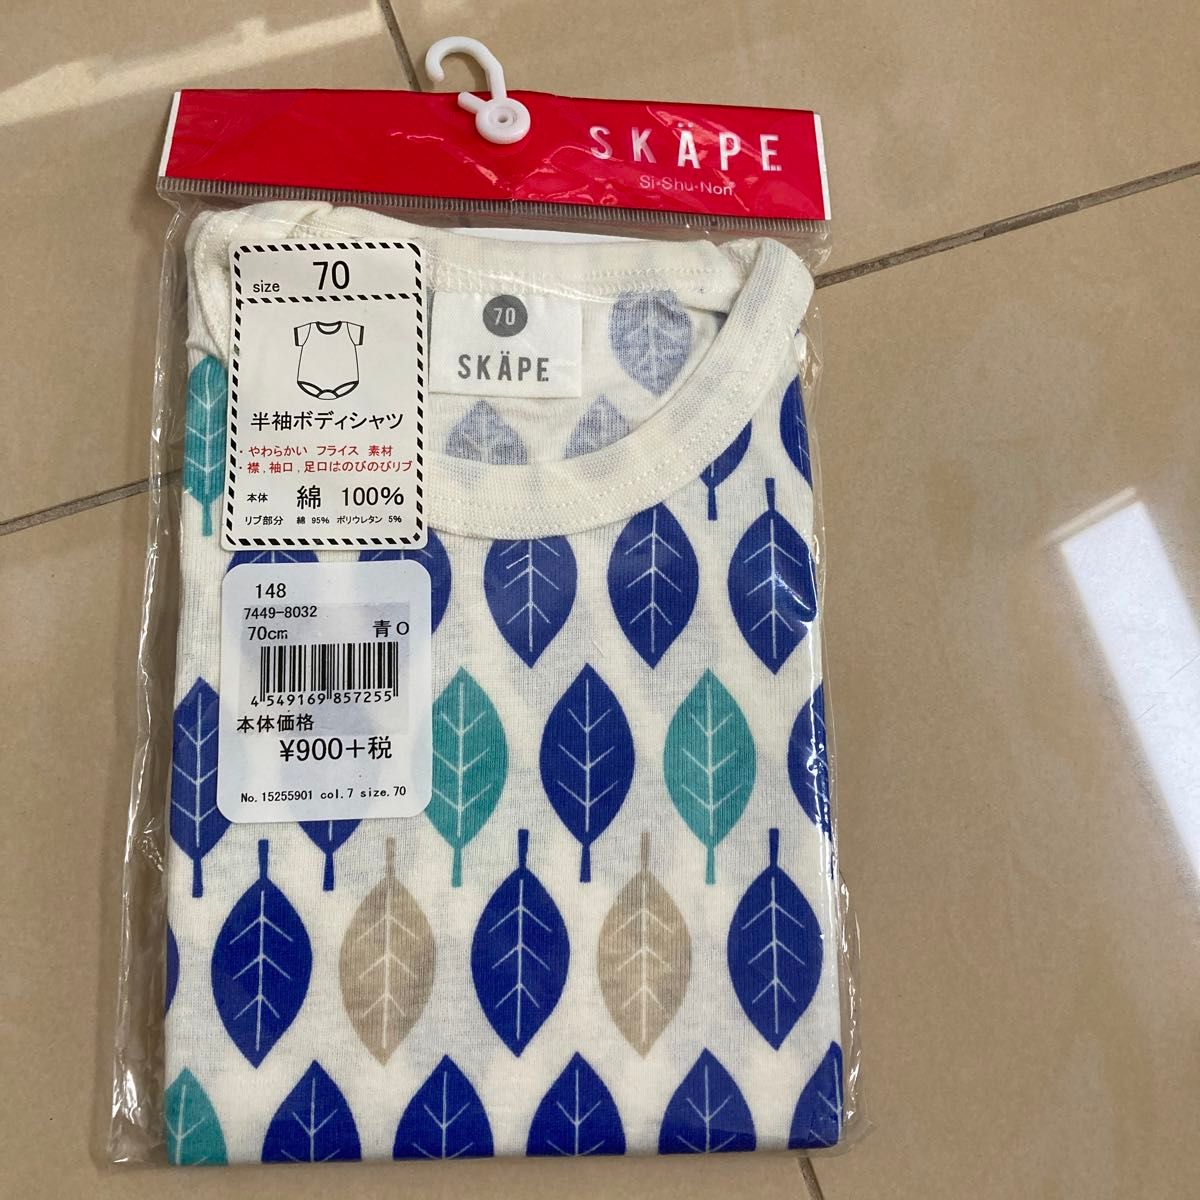 SKÄPE
Si·Shu·Non
size 70
半袖ボディシャツ
・やわらかい フライス 素材
・襟,袖口,足口はのびのびリブ
本体 綿 100%
リブ部分 綿 95% ポリウレタン 5%
70
SKÄPE
148
7449-8032
70cm 青O
4 549169 857255
本体価格
¥900+税
No.15255901 col.7 size.70